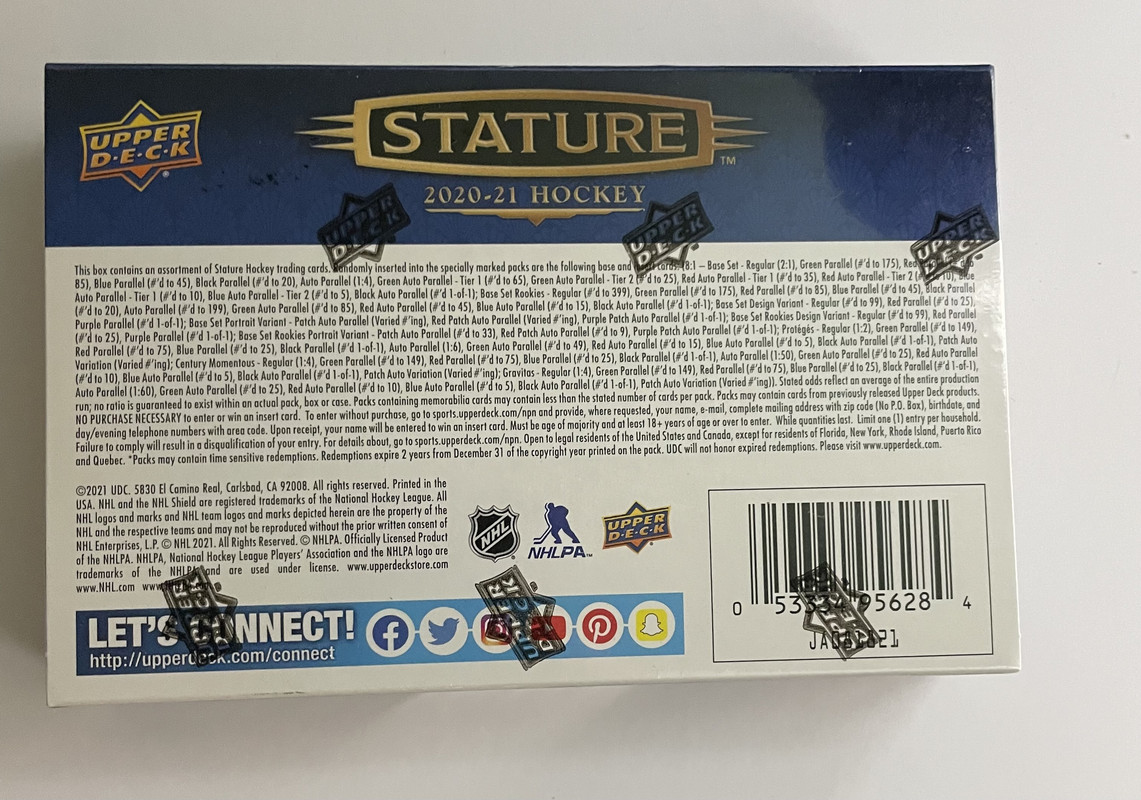 UPPER
D·E·C·K
STATURE
TM
2020-21 HOCKEY
This box contains an assortment of Stature Hockey trading cards. Randomly inserted into the specially marked packs are the following base and cards. (8:1 – Base Set - Regular (2:1), Green Parallel (#'d to 175), Red
85), Blue Parallel (#'d to 45), Black Parallel (#'d to 20), Auto Parallel (1:4), Green Auto Parallel - Tier 1 (#'d to 65), Green Auto Parallel - Tier 2 (#'d to 25), Red Auto Parallel - Tier 1 (#'d to 35), Red Auto Parallel - Tier 2 (#'d to 10), Blue
Auto Parallel - Tier 1 (#'d to 10), Blue Auto Parallel - Tier 2 (#'d to 5), Black Auto Parallel (#'d 1-of-1); Base Set Rookies - Regular (#'d to 399), Green Parallel (#'d to 175), Red Parallel (#'d to 85), Blue Parallel (#'d to 45), Black Parallel
(#'d to 20), Auto Parallel (#'d to 199), Green Auto Parallel (#'d to 85), Red Auto Parallel (#'d to 45), Blue Auto Parallel (#'d to 15), Black Auto Parallel (#'d 1-of-1); Base Set Design Variant - Regular (#'d to 99), Red Parallel (#'d to 25),
Purple Parallel (#'d 1-of-1); Base Set Portrait Variant - Patch Auto Parallel (Varied #'ing), Red Patch Auto Parallel (Varied #'ing), Purple Patch Auto Parallel (#'d 1-of-1); Base Set Rookies Design Variant - Regular (#'d to 99), Red Parallel
(#'d to 25), Purple Parallel (#'d 1-of-1); Base Set Rookies Portrait Variant - Patch Auto Parallel (#'d to 33), Red Patch Auto Parallel (#'d to 9), Purple Patch Auto Parallel (#'d 1-of-1); Protégés - Regular (1:2), Green Parallel (#'d to 149),
Red Parallel (#'d to 75), Blue Parallel (#'d to 25), Black Parallel (#'d 1-of-1), Auto Parallel (1:6), Green Auto Parallel (#'d to 49), Red Auto Parallel (#'d to 15), Blue Auto Parallel (#'d to 5), Black Auto Parallel (#'d 1-of-1), Patch Auto
Variation (Varied #'ing); Century Momentous - Regular (1:4), Green Parallel (#'d to 149), Red Parallel (#'d to 75), Blue Parallel (#'d to 25), Black Parallel (#'d 1-of-1), Auto Parallel (1:50), Green Auto Parallel (#'d to 25), Red Auto Parallel
(#'d to 10), Blue Auto Parallel (#'d to 5), Black Auto Parallel (#'d 1-of-1), Patch Auto Variation (Varied #'ing); Gravitas - Regular (1:4), Green Parallel (#'d to 149), Red Parallel (#'d to 75), Blue Parallel (#'d to 25), Black Parallel (#'d 1-of-1),
Auto Parallel (1:60), Green Auto Parallel (#'d to 25), Red Auto Parallel (#'d to 10), Blue Auto Parallel (#'d to 5), Black Auto Parallel (#'d 1-of-1), Patch Auto Variation (Varied #'ing)). Stated odds reflect an average of the entire production
run; no ratio is guaranteed to exist within an actual pack, box or case. Packs containing memorabilia cards may contain less than the stated number of cards per pack. Packs may contain cards from previously released Upper Deck products.
NO PURCHASE NECESSARY to enter or win an insert card. To enter without purchase, go to sports.upperdeck.com/npn and provide, where requested, your name, e-mail, complete mailing address with zip code (No P.O. Box), birthdate, and
day/evening telephone numbers with area code. Upon receipt, your name will be entered to win an insert card. Must be age of majority and at least 18+ years of age or over to enter. While quantities last. Limit one (1) entry per household.
Failure to comply will result in a disqualification of your entry. For details about, go to sports.upperdeck.com/npn. Open to legal residents of the United States and Canada, except for residents of Florida, New York, Rhode Island, Puerto Rico
and Quebec. *Packs may contain time sensitive redemptions. Redemptions expire 2 years from December 31 of the copyright year printed on the pack. UDC will not honor expired redemptions. Please visit www.upperdeck.com.
©2021 UDC. 5830 El Camino Real, Carlsbad, CA 92008. All rights reserved. Printed in the
USA. NHL and the NHL Shield are registered trademarks of the National Hockey League. All
NHL logos and marks and NHL team logos and marks depicted herein are the property of the
NHL and the respective teams and may not be reproduced without the prior written consent of
NHL Enterprises, L.P. © NHL 2021. All Rights Reserved. © NHLPA. Officially Licensed Product
of the NHLPA. NHLPA, National Hockey League Players' Association and the NHLPA logo are
trademarks of the NHLPA and are used under license. www.upperdeckstore.com
www.NHL.com
NHL
NHLPA™
UPPER
D·E·C·K
LET'S CONNECT!
http://upperdeck.com/connect
0 53334 95628 4